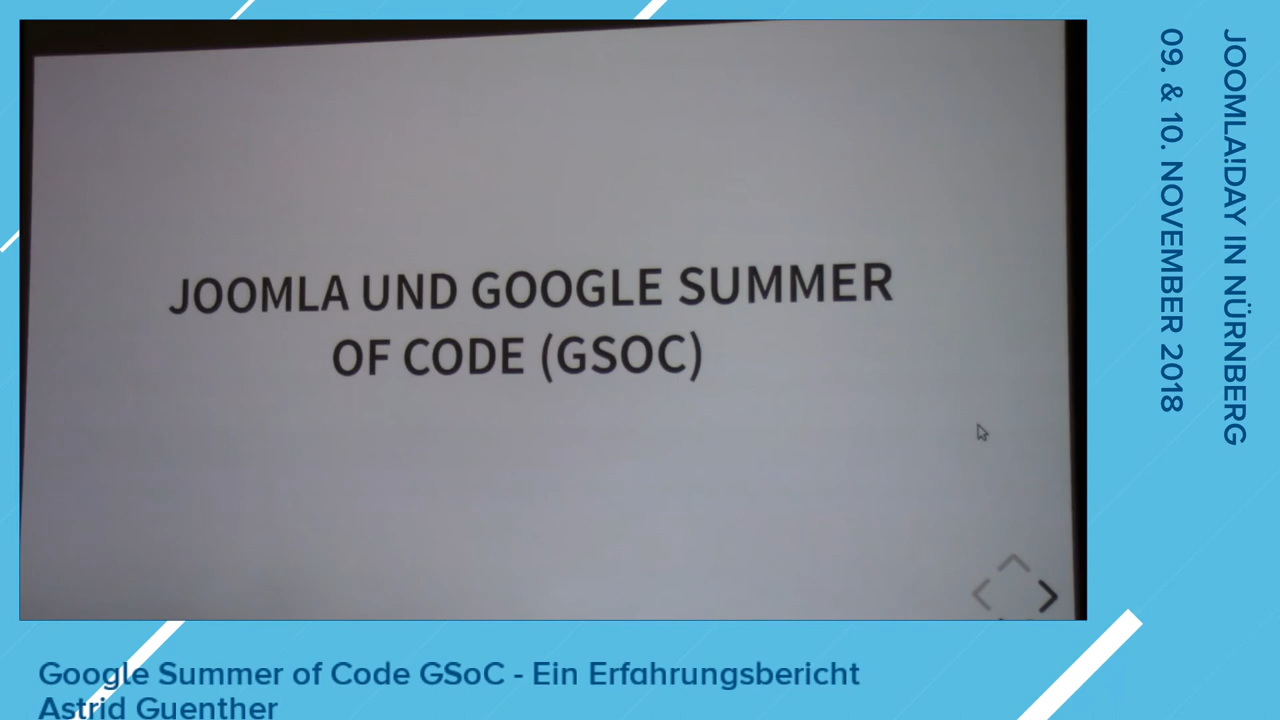 JOOMLA UND GOOGLE SUMMER
OF CODE (GSOC)
JOOMLA!DAY IN NÜRNBERG
09. & 10. NOVEMBER 2018
Google Summer of Code GSoC - Ein Erfahrungsbericht
Astrid Guenther